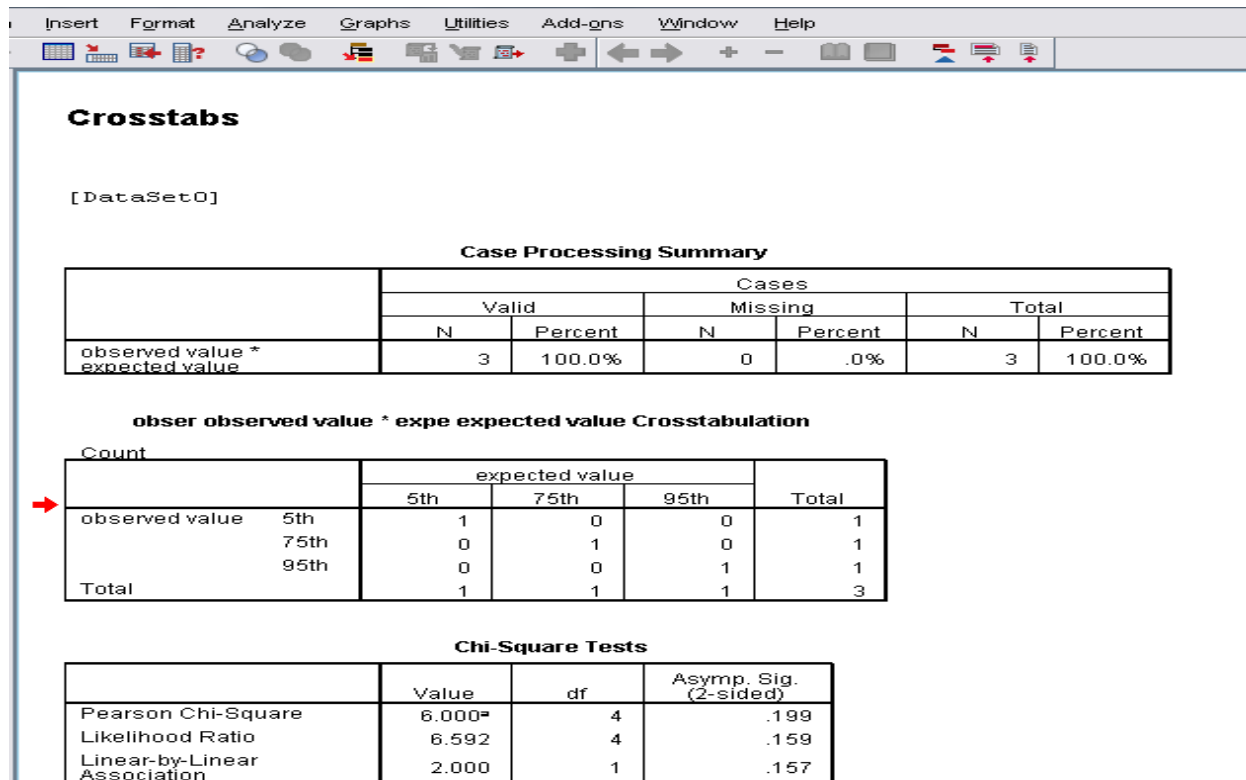 Insert Format Analyze Graphs Utilities Add-ons Window Help
Crosstabs
[DataSet0]
Case Processing Summary
Cases
Valid Missing Total
N Percent N Percent N Percent
observed value * expected value 3 100.0% 0 .0% 3 100.0%
obser observed value * expe expected value Crosstabulation
Count
expected value
5th 75th 95th Total
observed value 5th 1 0 0 1
75th 0 1 0 1
95th 0 0 1 1
Total 1 1 1 3
Chi-Square Tests
Value df Asymp. Sig. (2-sided)
Pearson Chi-Square 6.000a 4 .199
Likelihood Ratio 6.592 4 .159
Linear-by-Linear Association 2.000 1 .157